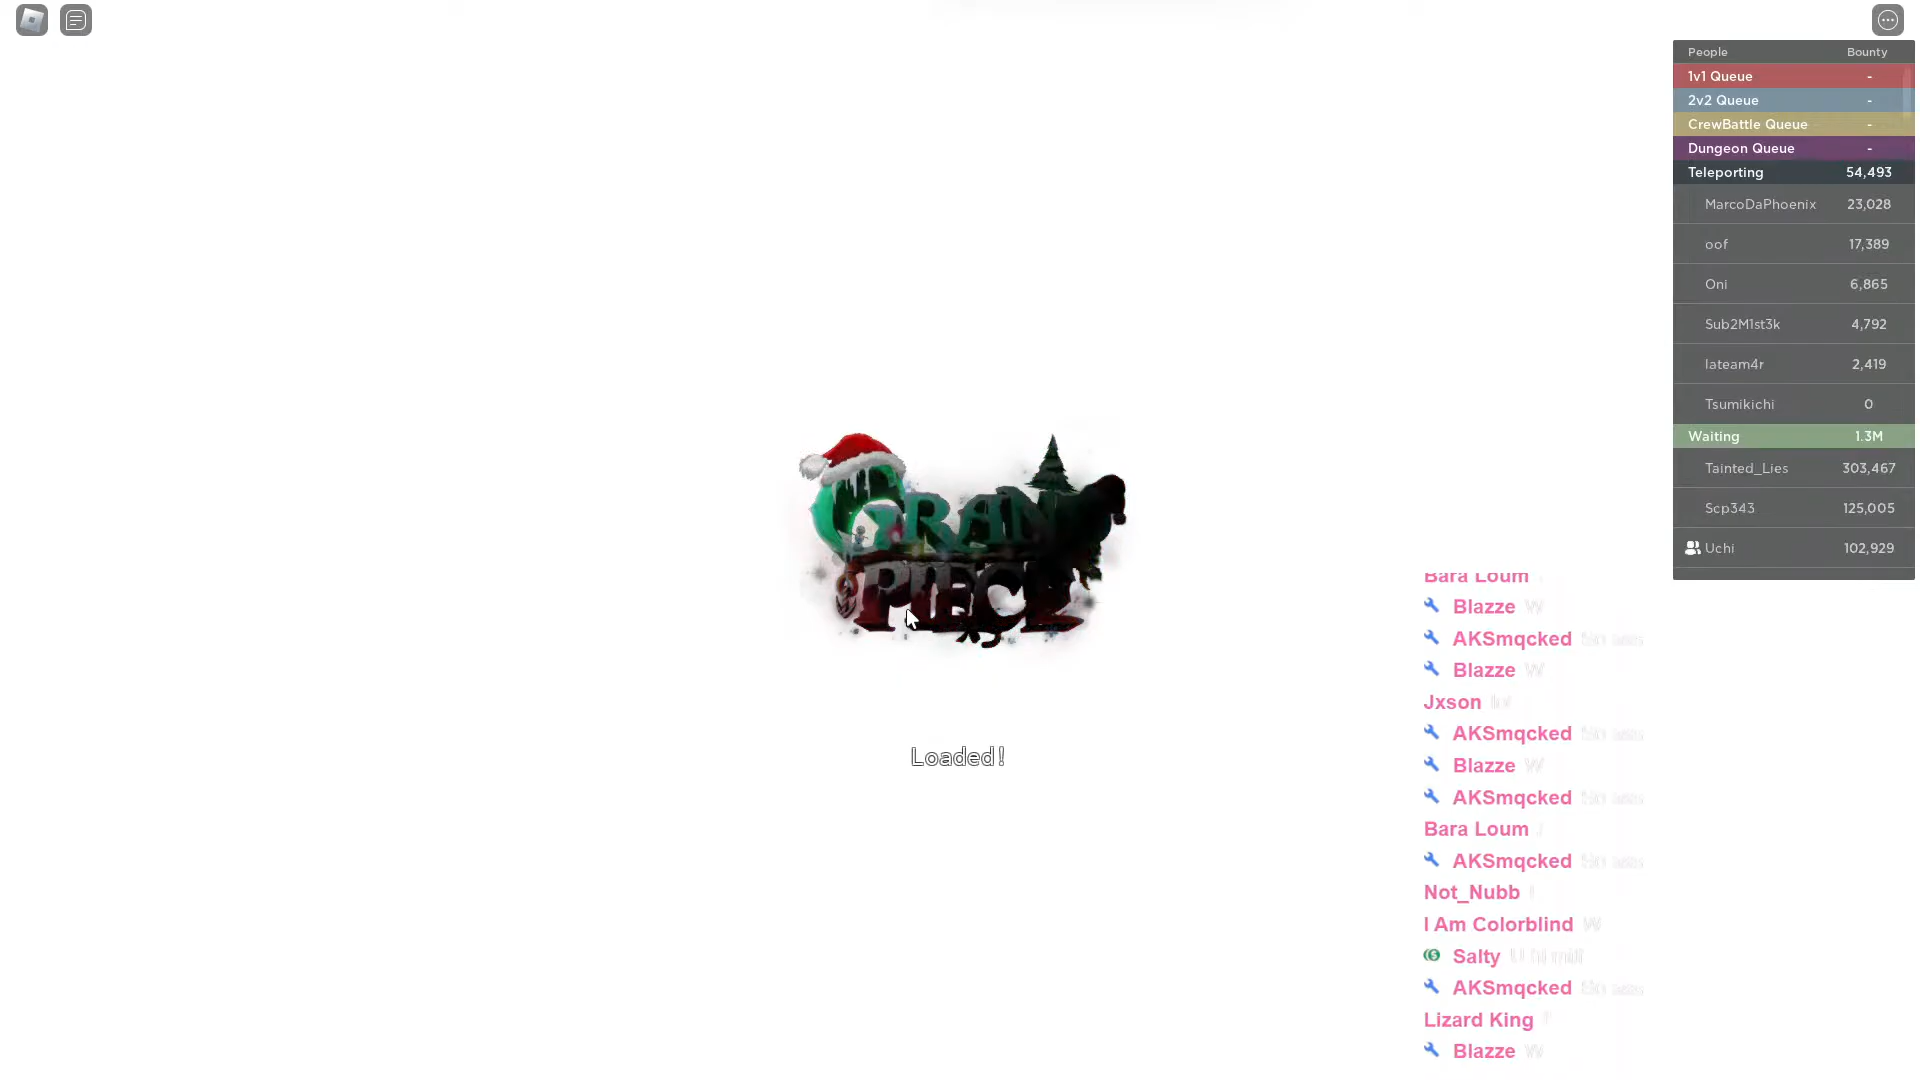 People Bounty
1v1 Queue -
2v2 Queue -
CrewBattle Queue -
Dungeon Queue -
Teleporting 54,493
MarcoDaPhoenix 23,028
oof 17,389
Oni 6,865
Sub2M1st3k 4,792
lateam4r 2,419
Tsumikichi 0
Waiting 1.3M
Tainted_Lies 303,467
Scp343 125,005
Uchi 102,929
GRAN
PIECE
Loaded!
Bara Loum
Blazze W
AKSmqcked
Blazze W
Jxson
AKSmqcked
Blazze W
AKSmqcked
Bara Loum
AKSmqcked
Not_Nubb
I Am Colorblind W
Salty
AKSmqcked
Lizard King
Blazze W